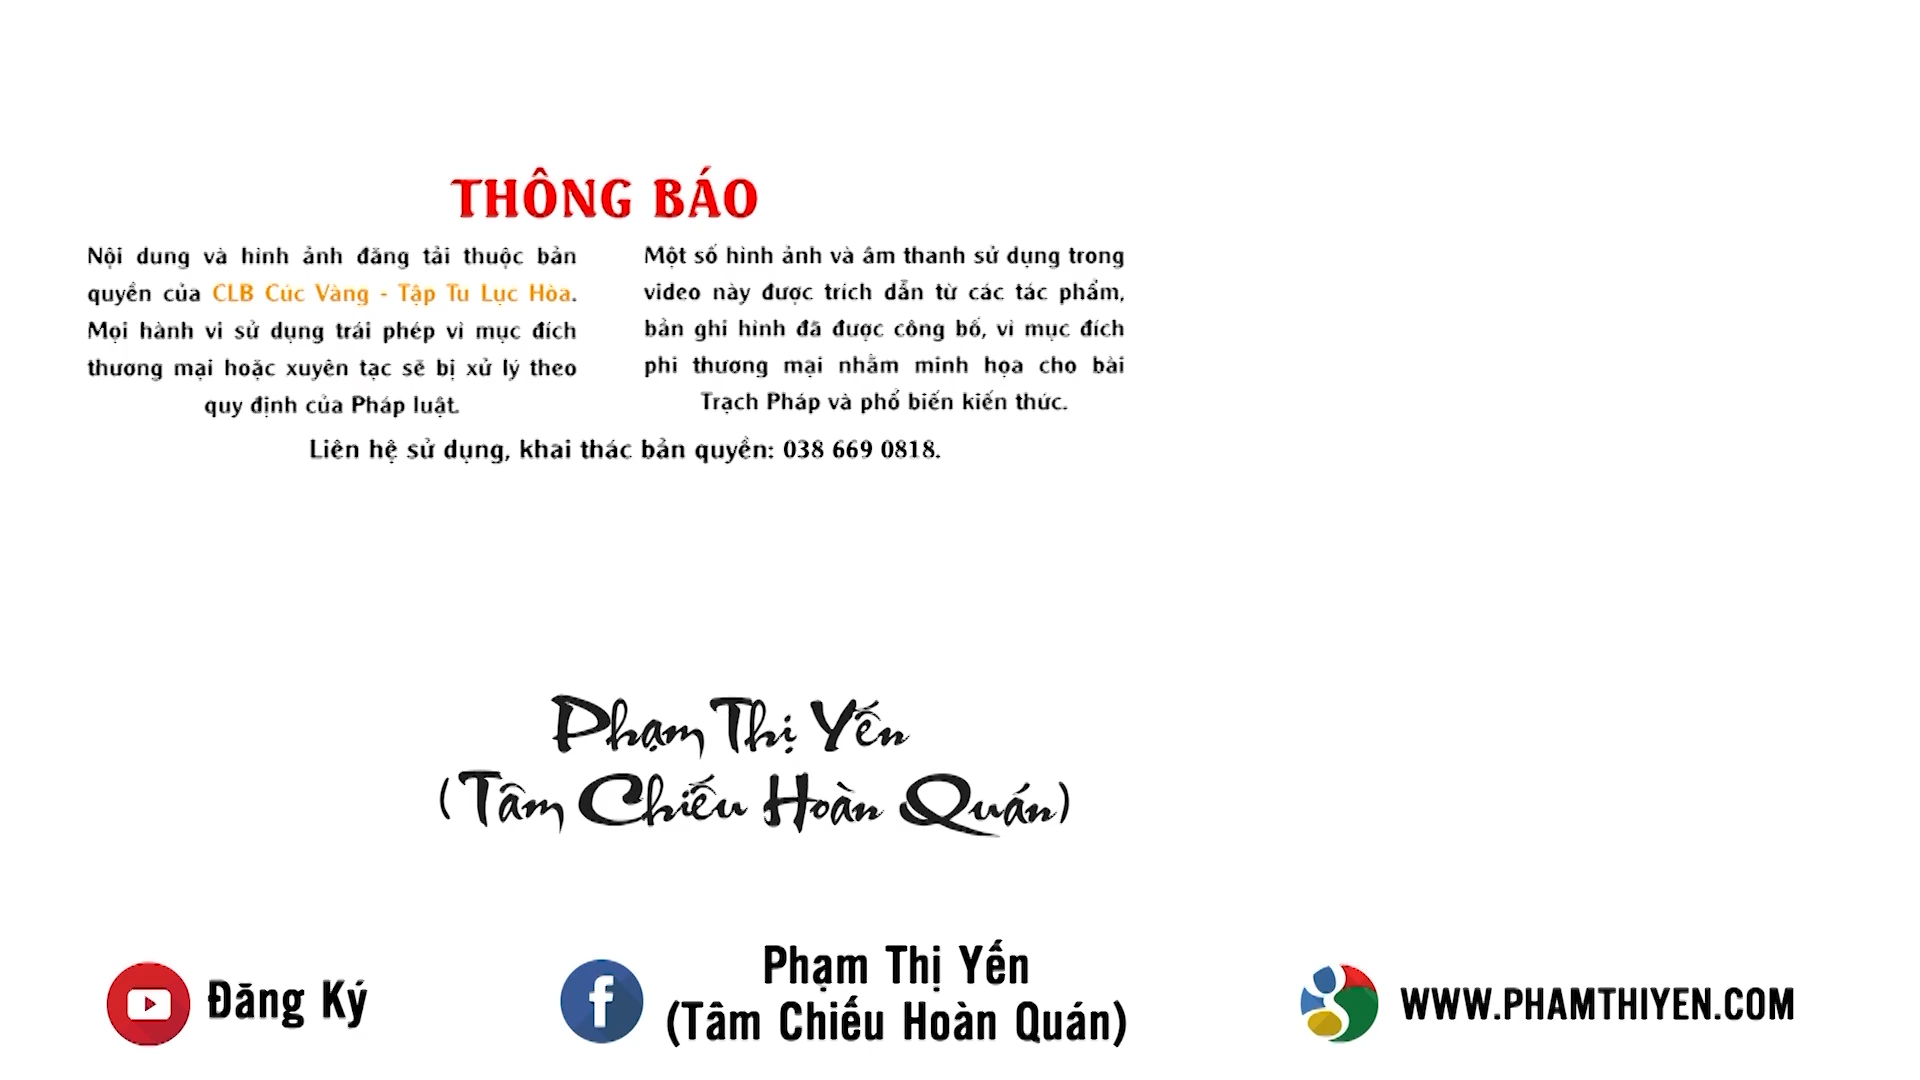 THÔNG BÁO
Nội dung và hình ảnh đăng tải thuộc bản
quyền của CLB Cúc Vàng - Tập Tu Lục Hòa.
Mọi hành vi sử dụng trái phép vì mục đích
thương mại hoặc xuyên tạc sẽ bị xử lý theo
quy định của Pháp luật.
Một số hình ảnh và âm thanh sử dụng trong
video này được trích dẫn từ các tác phẩm,
bản ghi hình đã được công bố, vì mục đích
phi thương mại nhằm minh họa cho bài
Trạch Pháp và phổ biến kiến thức.
Liên hệ sử dụng, khai thác bản quyền: 038 669 0818.
Phạm Thị Yến
(Tâm Chiếu Hoàn Quán)
Đăng Ký
Phạm Thị Yến
(Tâm Chiếu Hoàn Quán)
WWW.PHAMTHIYEN.COM